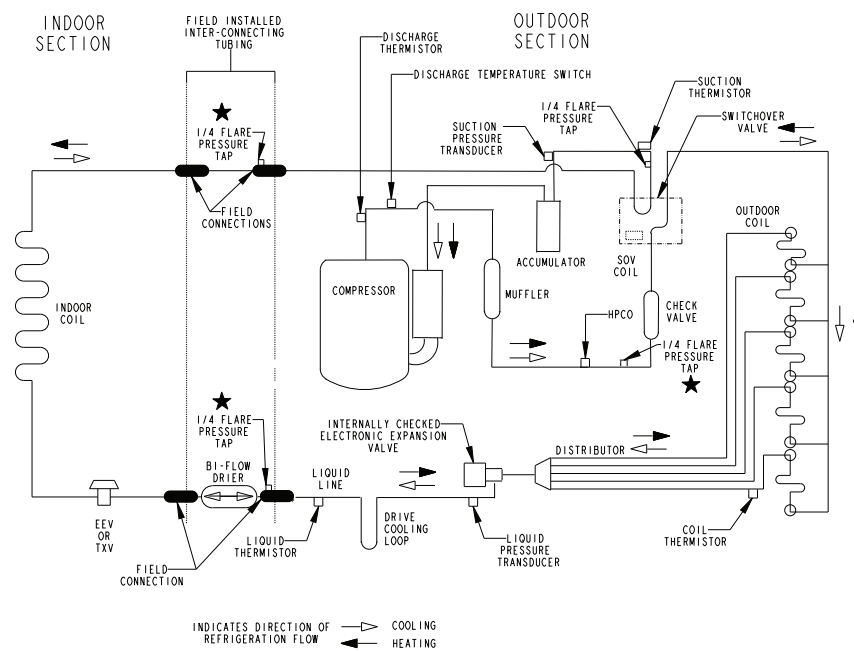 INDOOR
SECTION
FIELD INSTALLED
INTER-CONNECTING
TUBING
OUTDOOR
SECTION
DISCHARGE
THERMISTOR
DISCHARGE TEMPERATURE SWITCH
SUCTION
THERMISTOR
1/4 FLARE
PRESSURE
TAP
SWITCHOVER
VALVE
SUCTION
PRESSURE
TRANSDUCER
1/4 FLARE
PRESSURE
TAP
FIELD
CONNECTIONS
OUTDOOR
COIL
ACCUMULATOR
SOV
COIL
COMPRESSOR
MUFFLER
INDOOR
COIL
HPCO
CHECK
VALVE
1/4 FLARE
PRESSURE
TAP
1/4 FLARE
PRESSURE
TAP
INTERNALLY CHECKED
ELECTRONIC EXPANSION
VALVE
DISTRIBUTOR
BI-FLOW
DRIER
LIQUID
LINE
EEV
OR
TXV
LIQUID
THERMISTOR
DRIVE
COOLING
LOOP
LIQUID
PRESSURE
TRANSDUCER
COIL
THERMISTOR
FIELD
CONNECTION
INDICATES DIRECTION OF
REFRIGERATION FLOW
COOLING
HEATING